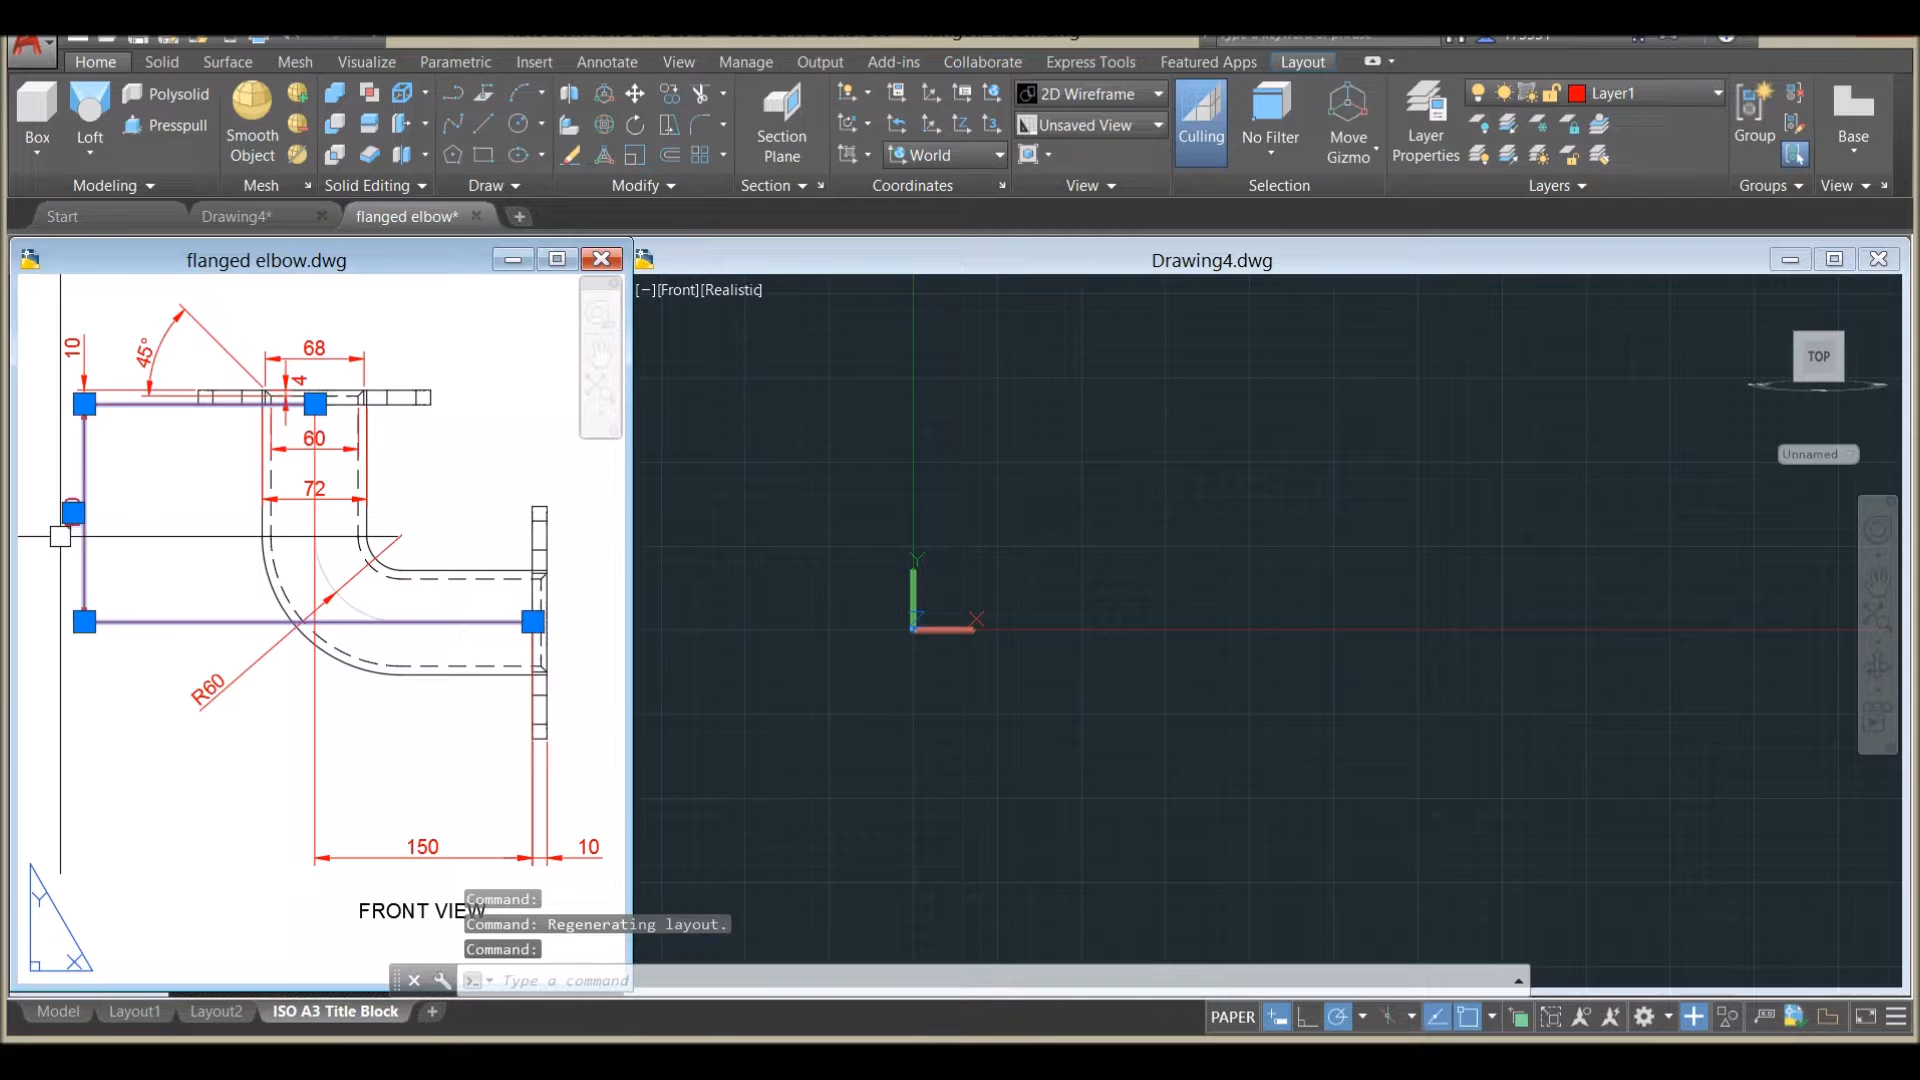 Home Solid Surface Mesh Visualize Parametric Insert Annotate View Manage Output Add-ins Collaborate Express Tools Featured Apps Layout
Box
Loft
Polysolid
Presspull
Smooth
Object
Section
Plane
2D Wireframe
Unsaved View
World
Culling
No Filter
Move
Gizmo
Layer
Properties
Layer1
Group
Base
Modeling Mesh Solid Editing Draw Modify Section Coordinates View Selection Layers Groups View
Start Drawing4* flanged elbow*
flanged elbow.dwg
Drawing4.dwg
[−][Front][Realistic]
TOP
Unnamed
10
45°
68
4
60
72
R60
150
10
FRONT VIEW
Y
X
Y
X
Command:
Command: Regenerating layout.
Command:
Type a command
Model Layout1 Layout2 ISO A3 Title Block
PAPER